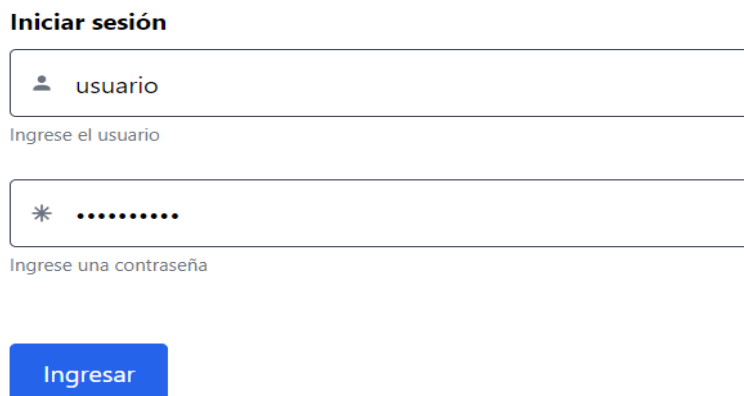 Iniciar sesión
usuario
Ingrese el usuario
••••••••••
Ingrese una contraseña
Ingresar